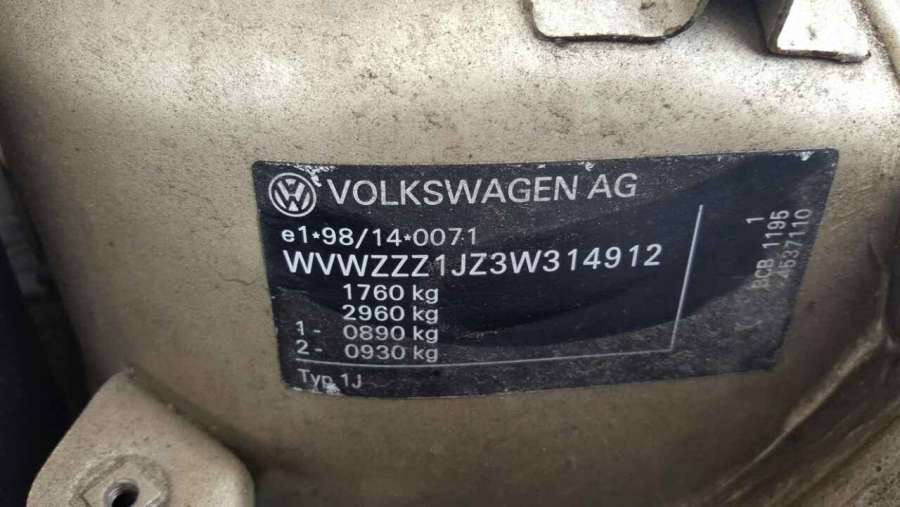 VOLKSWAGEN AG
e1*98/14*0071
WVWZZZ1JZ3W314912
1760 kg
2960 kg
1- 0890 kg
2- 0930 kg
Typ 1J
1
1195
4537110